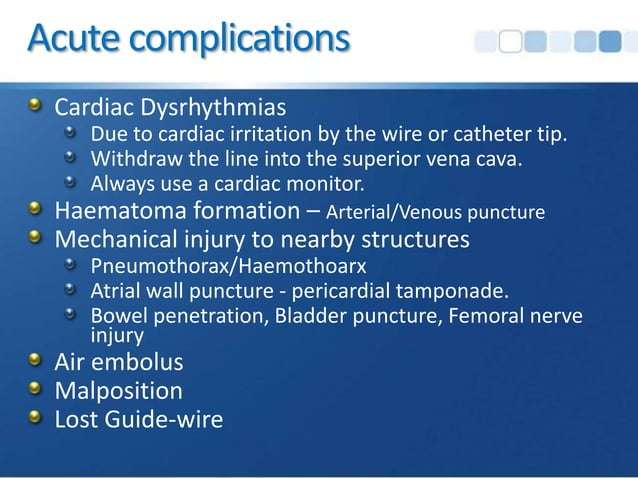 Acute complications
Cardiac Dysrhythmias
Due to cardiac irritation by the wire or catheter tip.
Withdraw the line into the superior vena cava.
Always use a cardiac monitor.
Haematoma formation – Arterial/Venous puncture
Mechanical injury to nearby structures
Pneumothorax/Haemothoarx
Atrial wall puncture - pericardial tamponade.
Bowel penetration, Bladder puncture, Femoral nerve
injury
Air embolus
Malposition
Lost Guide-wire